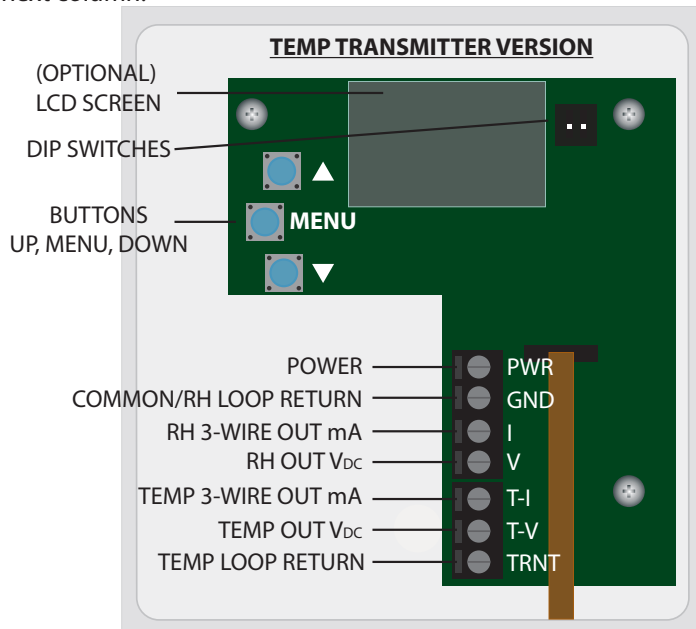 TEMP TRANSMITTER VERSION
(OPTIONAL)
LCD SCREEN
DIP SWITCHES
BUTTONS
UP, MENU, DOWN
▲
MENU
▼
POWER
PWR
COMMON/RH LOOP RETURN
GND
RH 3-WIRE OUT mA
I
RH OUT VDC
V
TEMP 3-WIRE OUT mA
T-I
TEMP OUT VDC
T-V
TEMP LOOP RETURN
TRNT